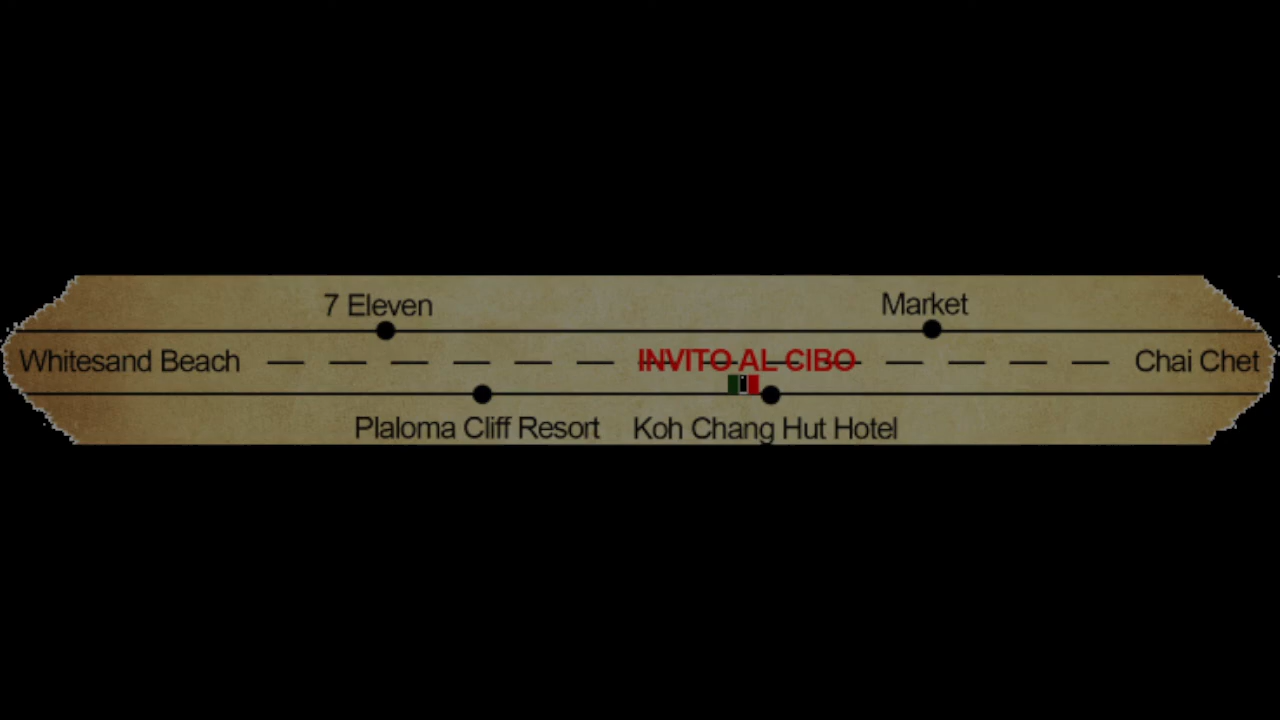 7 Eleven
Market
Whitesand Beach
INVITO AL CIBO
Chai Chet
Plaloma Cliff Resort
Koh Chang Hut Hotel